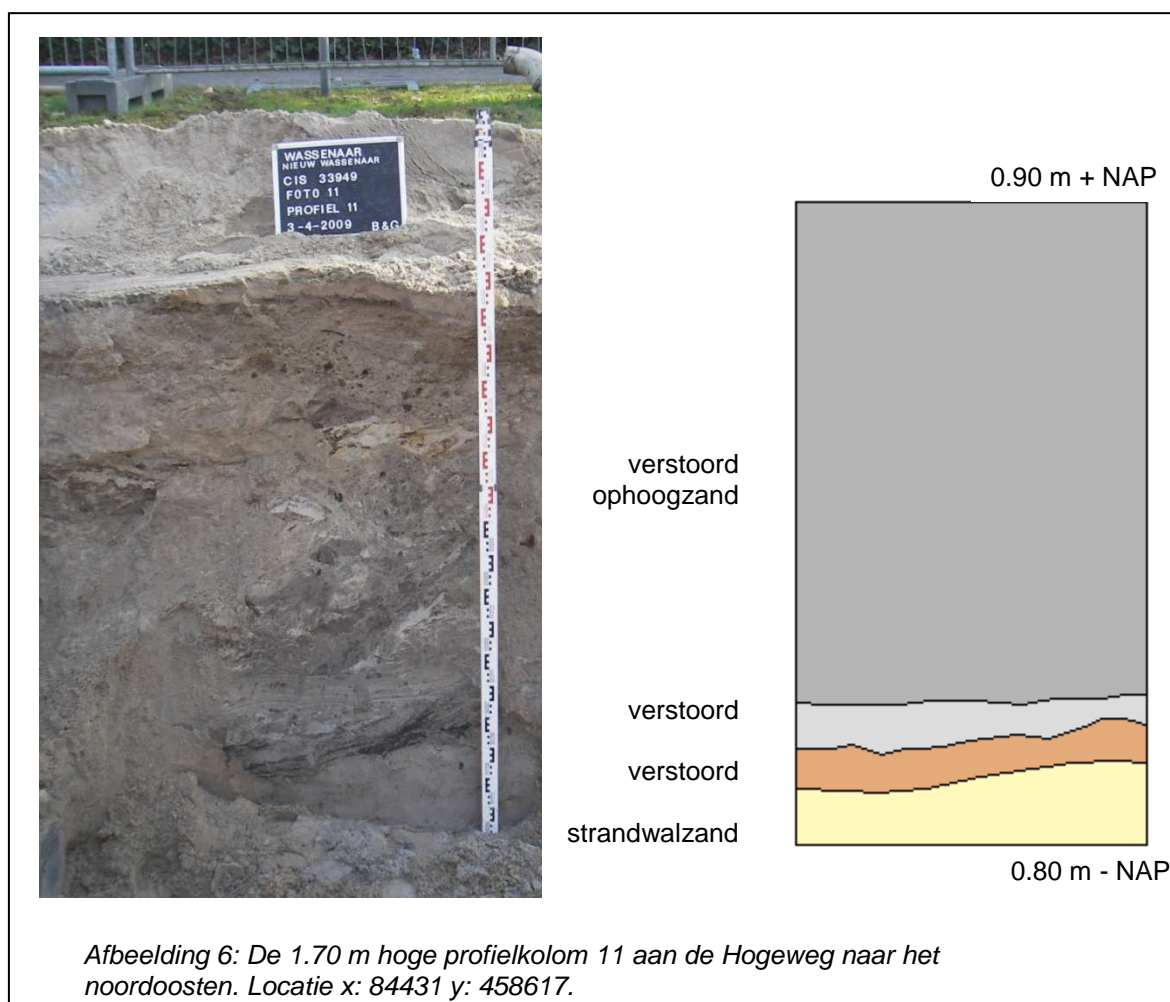 WASSENAAR
NIEUW WASSENAAR
CIS 33949
FOTO 11
PROFIEL 11
3-4-2009 B&G
0.90 m + NAP
verstoord
ophoogzand
verstoord
verstoord
strandwalzand
0.80 m - NAP
Afbeelding 6: De 1.70 m hoge profielkolom 11 aan de Hogeweg naar het
noordoosten. Locatie x: 84431 y: 458617.